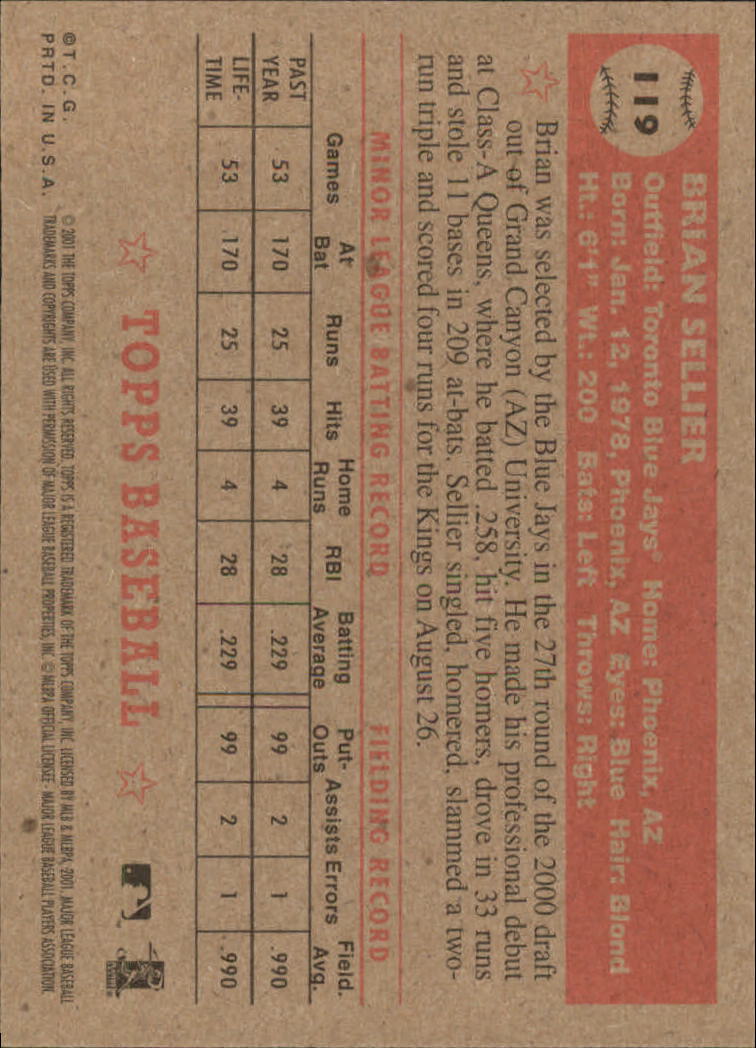 119
BRIAN SELLIER
Outfield: Toronto Blue Jays® Home: Phoenix, AZ
Born: Jan. 12, 1978, Phoenix, AZ Eyes: Blue Hair: Blond
Ht.: 6'1" Wt.: 200 Bats: Left Throws: Right
Brian was selected by the Blue Jays in the 27th round of the 2000 draft
out of Grand Canyon (AZ) University. He made his professional debut
at Class-A Queens, where he batted .258, hit five homers, drove in 33 runs
and stole 11 bases in 209 at-bats. Sellier singled, homered, slammed a two-
run triple and scored four runs for the Kings on August 26.
MINOR LEAGUE BATTING RECORD FIELDING RECORD
Games At Bat Runs Hits Home Runs RBI Batting Average Put-Outs Assists Errors Field. Avg.
PAST YEAR 53 170 25 39 4 28 .229 99 2 1 .990
LIFE-TIME 53 170 25 39 4 28 .229 99 2 1 .990
TOPPS BASEBALL
© T. C. G. © 2001 THE TOPPS COMPANY, INC. ALL RIGHTS RESERVED. TOPPS IS A REGISTERED TRADEMARK OF THE TOPPS COMPANY, INC. LICENSED BY MLB & MLBPA, 2001. MAJOR LEAGUE BASEBALL
PRTD. IN U.S.A. TRADEMARKS AND COPYRIGHTS ARE USED WITH PERMISSION OF MAJOR LEAGUE BASEBALL PROPERTIES, INC. © MLBPA OFFICIAL LICENSEE - MAJOR LEAGUE BASEBALL PLAYERS ASSOCIATION.